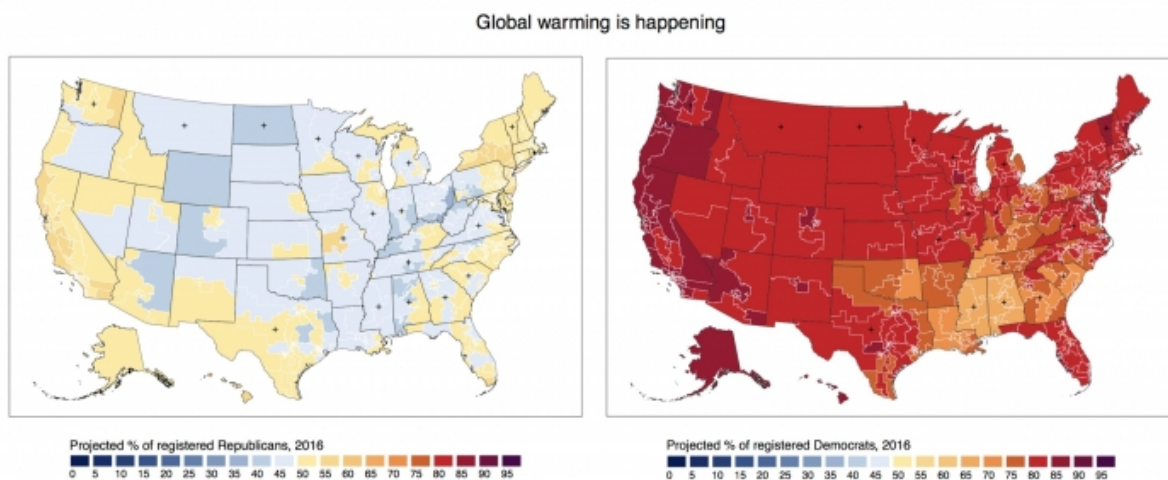 Global warming is happening
Projected % of registered Republicans, 2016
0 5 10 15 20 25 30 35 40 45 50 55 60 65 70 75 80 85 90 95
Projected % of registered Democrats, 2016
0 5 10 15 20 25 30 35 40 45 50 55 60 65 70 75 80 85 90 95